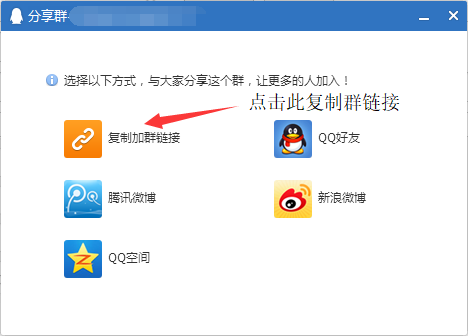 分享群
选择以下方式，与大家分享这个群，让更多的人加入！
点击此复制群链接
复制加群链接
QQ好友
腾讯微博
新浪微博
QQ空间